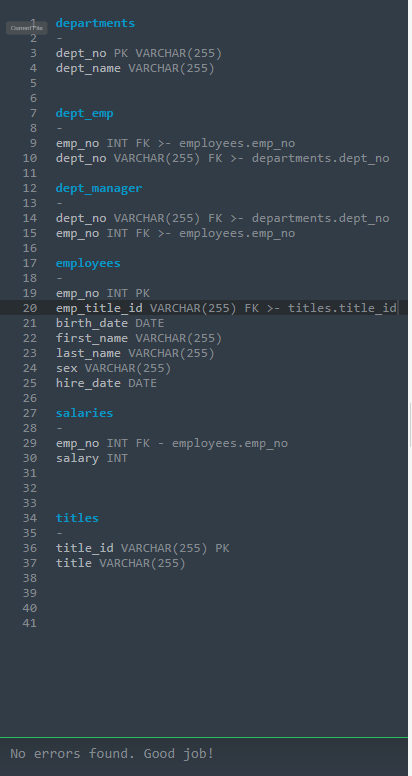 1 departments
Current File
2 -
3 dept_no PK VARCHAR(255)
4 dept_name VARCHAR(255)
5
6
7 dept_emp
8 -
9 emp_no INT FK >- employees.emp_no
10 dept_no VARCHAR(255) FK >- departments.dept_no
11
12 dept_manager
13 -
14 dept_no VARCHAR(255) FK >- departments.dept_no
15 emp_no INT FK >- employees.emp_no
16
17 employees
18 -
19 emp_no INT PK
20 emp_title_id VARCHAR(255) FK >- titles.title_id
21 birth_date DATE
22 first_name VARCHAR(255)
23 last_name VARCHAR(255)
24 sex VARCHAR(255)
25 hire_date DATE
26
27 salaries
28 -
29 emp_no INT FK - employees.emp_no
30 salary INT
31
32
33
34 titles
35 -
36 title_id VARCHAR(255) PK
37 title VARCHAR(255)
38
39
40
41
No errors found. Good job!